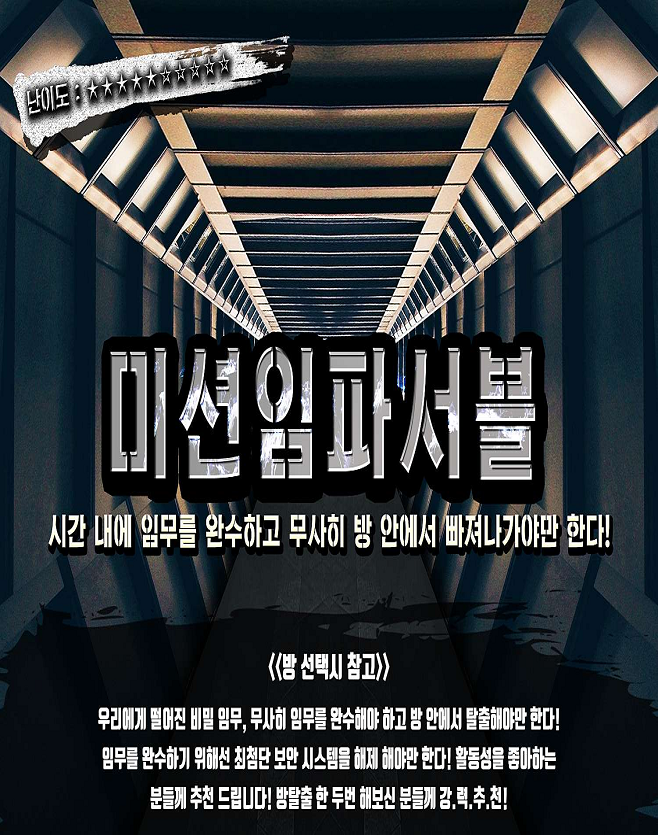 난이도 : ★★★★★☆☆☆☆☆
미션임파서블
시간 내에 임무를 완수하고 무사히 방 안에서 빠져나가야만 한다!
《방 선택시 참고》
우리에게 떨어진 비밀 임무, 무사히 임무를 완수해야 하고 방 안에서 탈출해야만 한다!
임무를 완수하기 위해선 최첨단 보안 시스템을 해제 해야만 한다! 활동성을 좋아하는
분들께 추천 드립니다! 방탈출 한 두번 해보신 분들께 강.력.추.천!